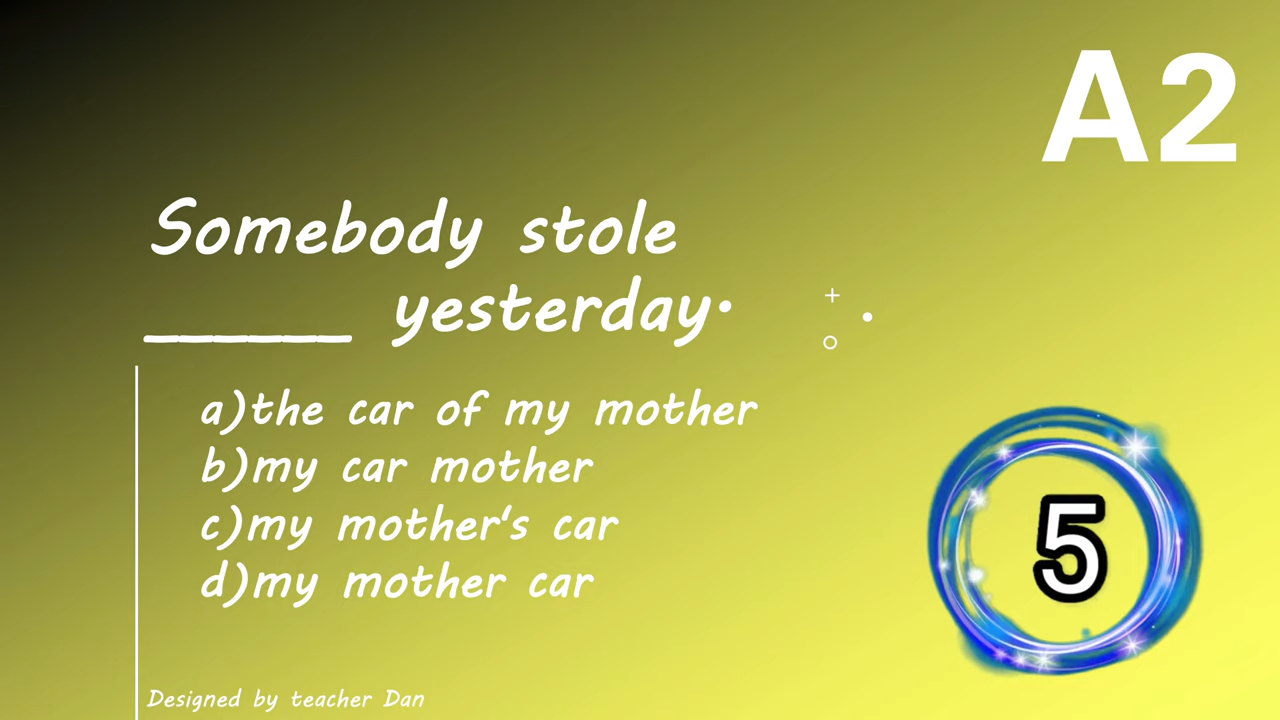 A2
Somebody stole
______ yesterday.
a)the car of my mother
b)my car mother
c)my mother's car
d)my mother car
5
Designed by teacher Dan